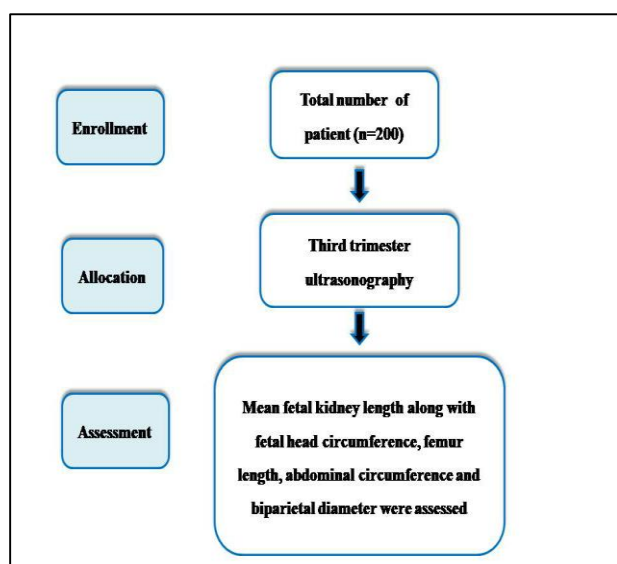 Enrollment
Total number of
patient (n=200)
Allocation
Third trimester
ultrasonography
Assessment
Mean fetal kidney length along with
fetal head circumference, femur
length, abdominal circumference and
biparietal diameter were assessed